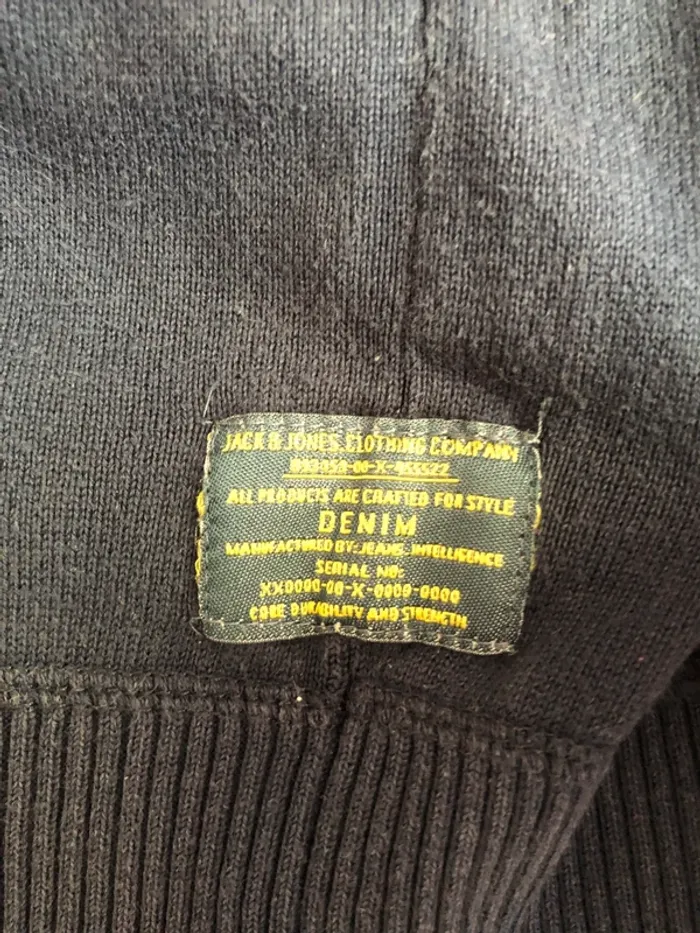 JACK & JONES CLOTHING COMPANY
ALL PRODUCTS ARE CRAFTED FOR STYLE
DENIM
MANUFACTURED BY: JEANS INTELLIGENCE
SERIAL NO:
XX0000-00-X-0000-0000
CORE DURABILITY AND STRENGTH